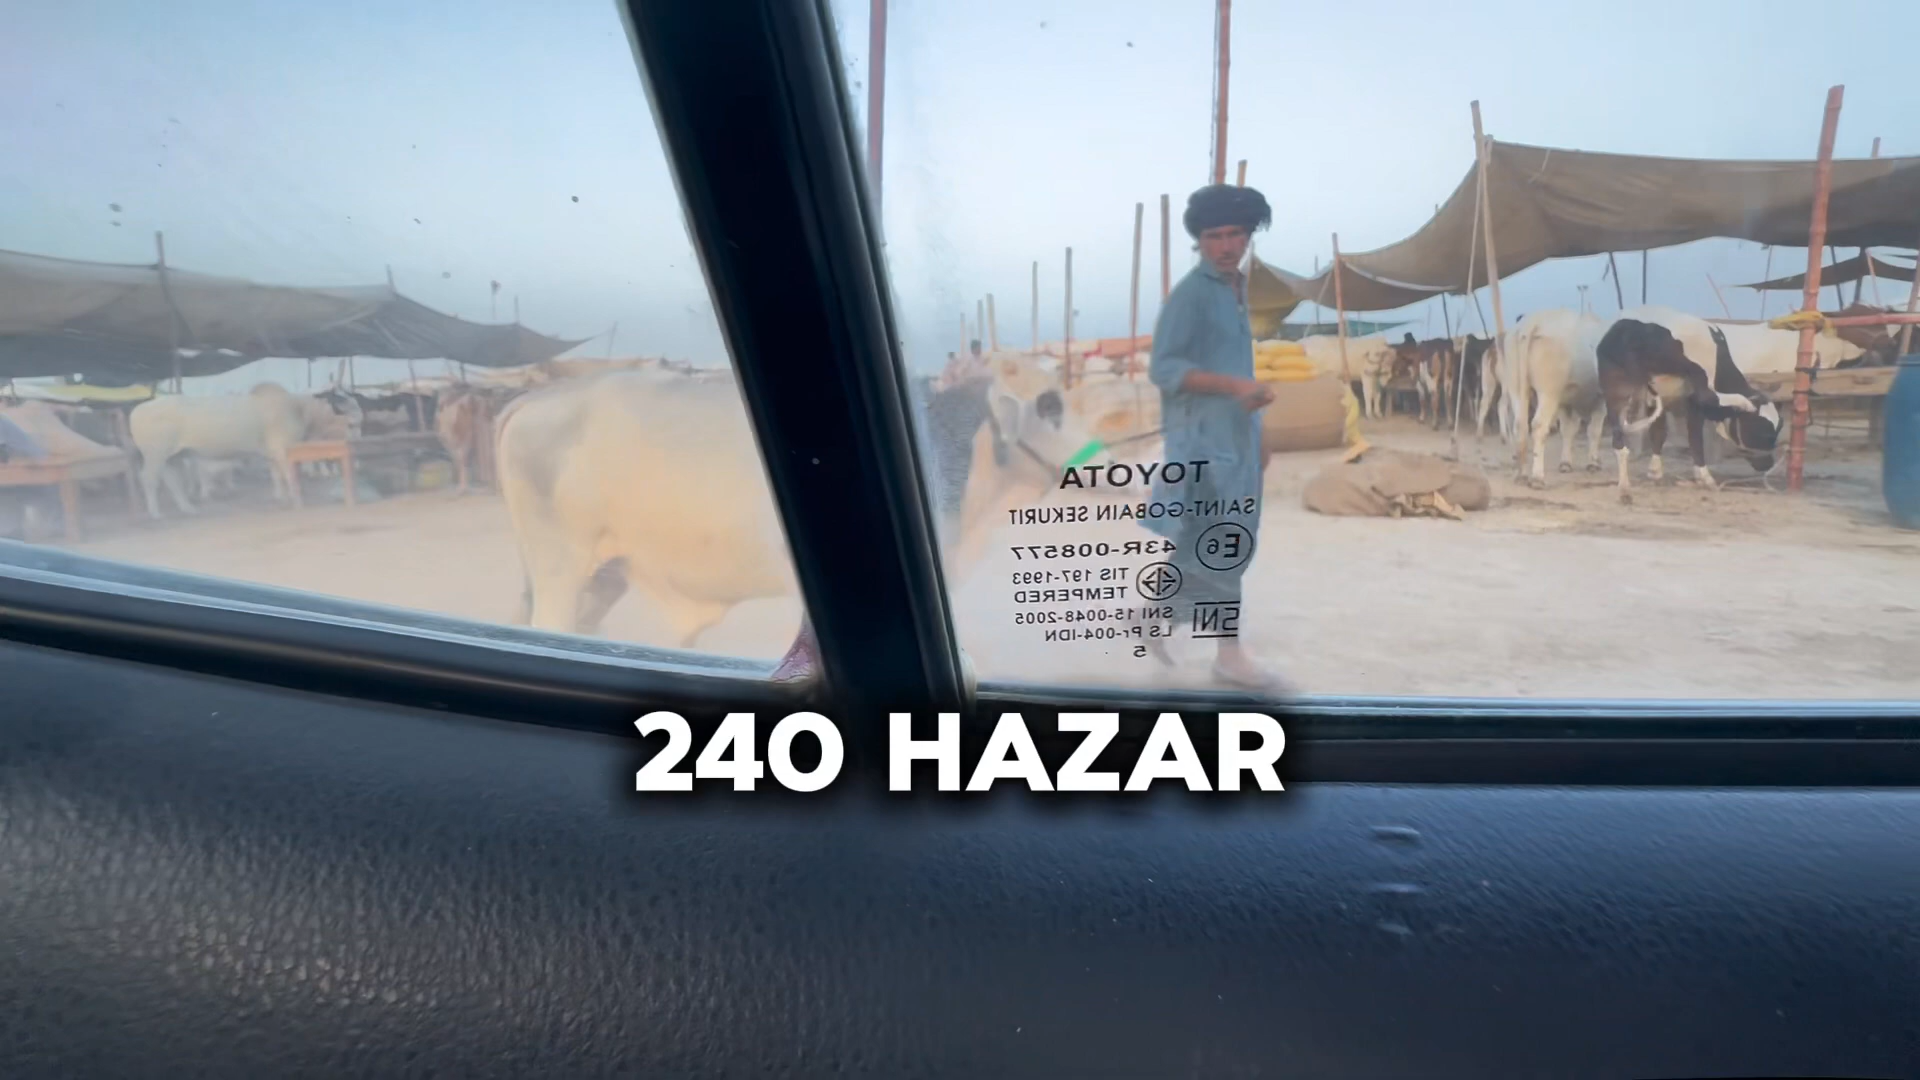 TOYOTA
SAINT-GOBAIN SEKURIT
E6 43R-008577
TIS 197-1993
TEMPERED
SNI 15-0048-2005
LS Pr-004-IDN
SNI
5
240 HAZAR